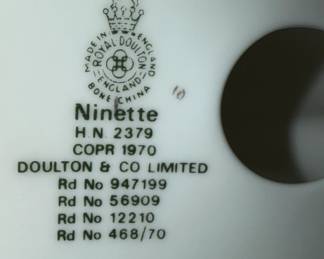 MADE IN ENGLAND
ROYAL DOULTON
ENGLAND
BONE CHINA
Ninette
H N 2379
COPR 1970
DOULTON & CO LIMITED
Rd No 947199
Rd No 56909
Rd No 12210
Rd No 468/70